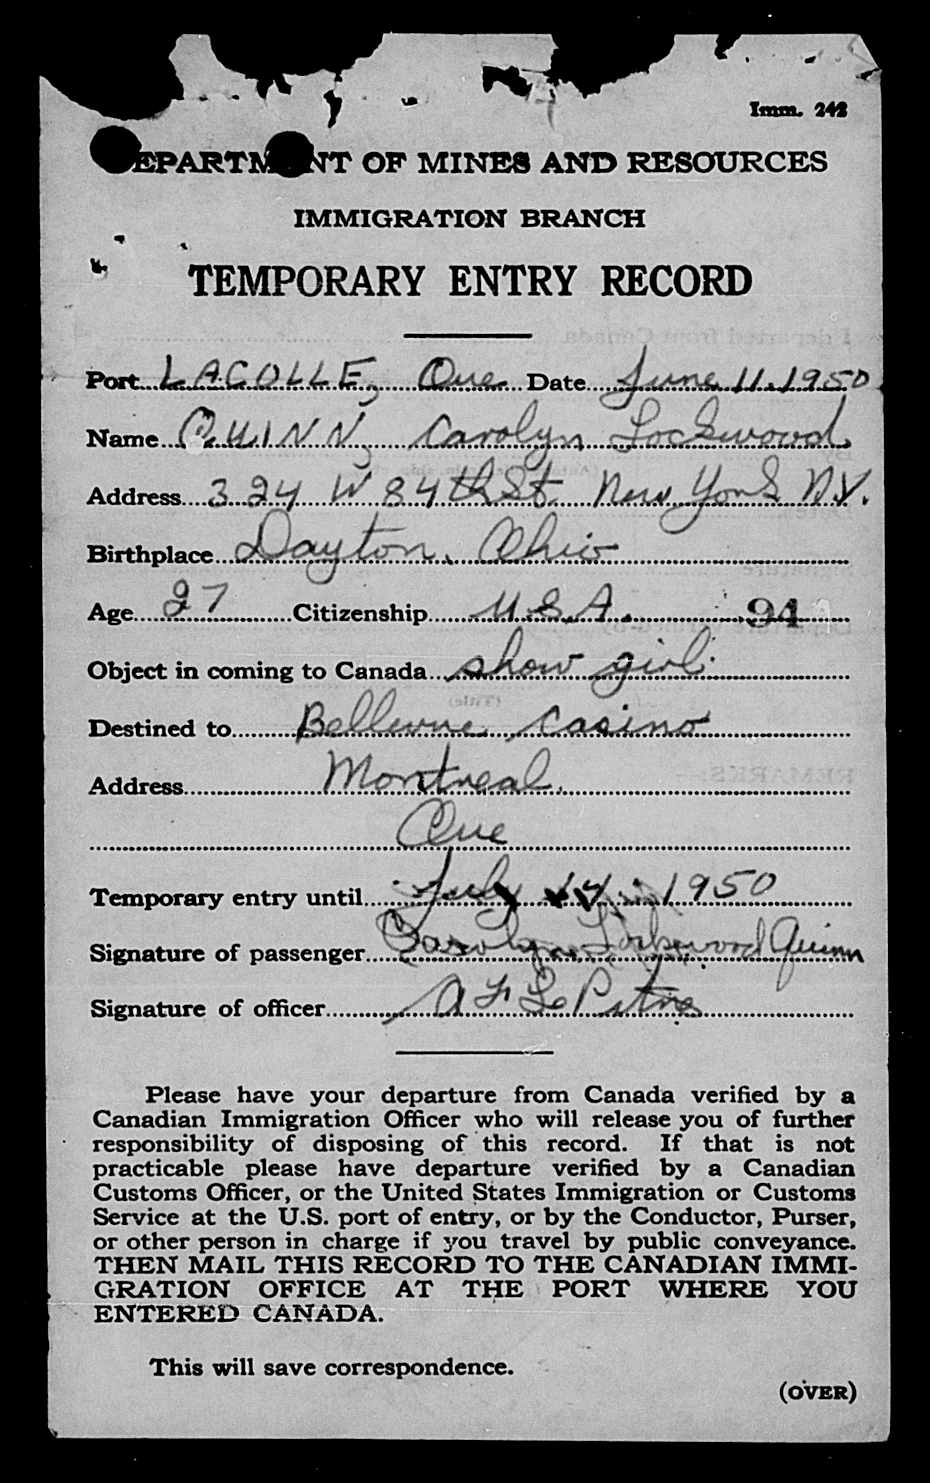 Imm. 242
DEPARTMENT OF MINES AND RESOURCES
IMMIGRATION BRANCH
TEMPORARY ENTRY RECORD
Port LACOLLE, Que Date June 11, 1950
Name QUINN, Carolyn Lockwood
Address 324 W 84th St. New York N.Y.
Birthplace Dayton, Ohio
Age 27 Citizenship U.S.A. 94
Object in coming to Canada show girl
Destined to Bellevue Casino
Address Montreal,
Que
Temporary entry until July 14 1950
Signature of passenger Carolyn Lockwood Quinn
Signature of officer
Please have your departure from Canada verified by a
Canadian Immigration Officer who will release you of further
responsibility of disposing of this record. If that is not
practicable please have departure verified by a Canadian
Customs Officer, or the United States Immigration or Customs
Service at the U.S. port of entry, or by the Conductor, Purser,
or other person in charge if you travel by public conveyance.
THEN MAIL THIS RECORD TO THE CANADIAN IMMI-
GRATION OFFICE AT THE PORT WHERE YOU
ENTERED CANADA.
This will save correspondence.
(OVER)